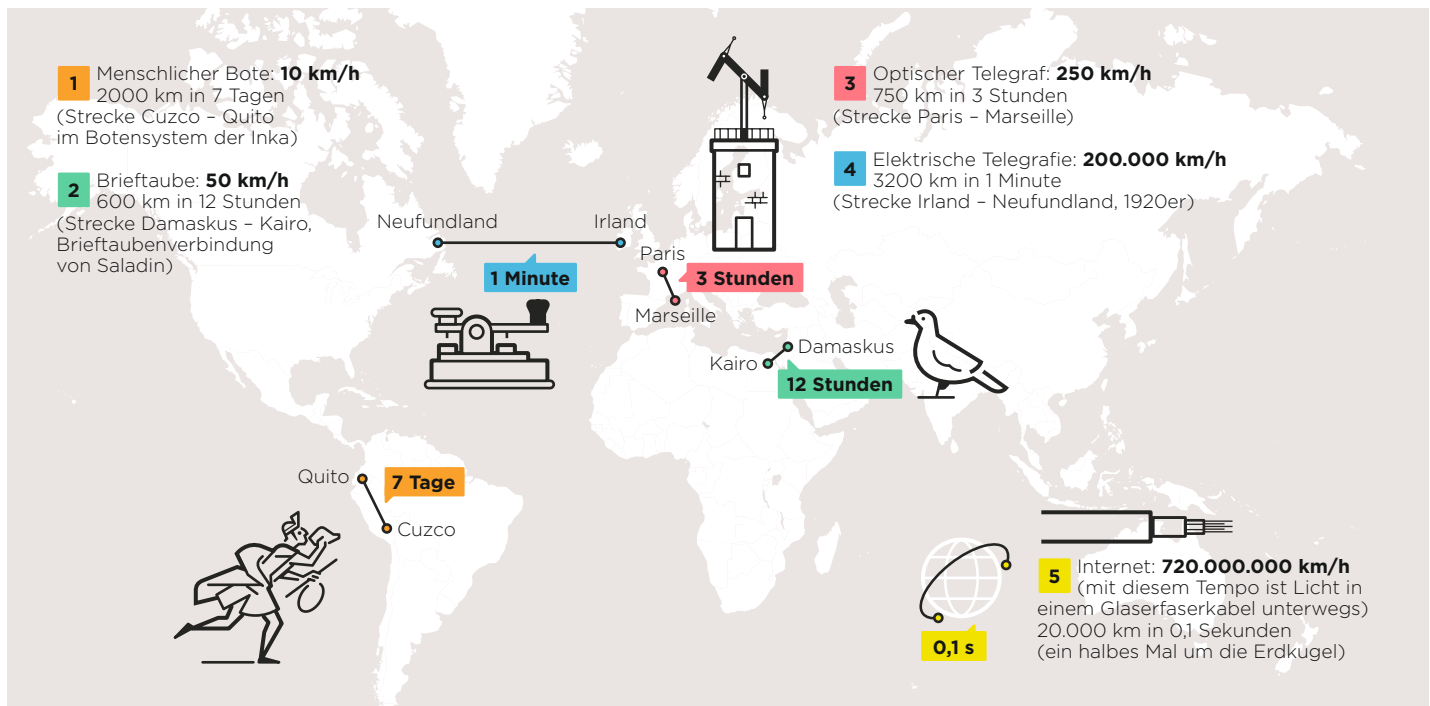 1 Menschlicher Bote: 10 km/h
2000 km in 7 Tagen
(Strecke Cuzco – Quito
im Botensystem der Inka)
2 Brieftaube: 50 km/h
600 km in 12 Stunden
(Strecke Damaskus – Kairo,
Brieftaubenverbindung
von Saladin)
3 Optischer Telegraf: 250 km/h
750 km in 3 Stunden
(Strecke Paris – Marseille)
4 Elektrische Telegrafie: 200.000 km/h
3200 km in 1 Minute
(Strecke Irland – Neufundland, 1920er)
Neufundland
Irland
1 Minute
Paris
3 Stunden
Marseille
Damaskus
Kairo
12 Stunden
Quito
7 Tage
Cuzco
5 Internet: 720.000.000 km/h
(mit diesem Tempo ist Licht in
einem Glaserfaserkabel unterwegs)
20.000 km in 0,1 Sekunden
(ein halbes Mal um die Erdkugel)
0,1 s